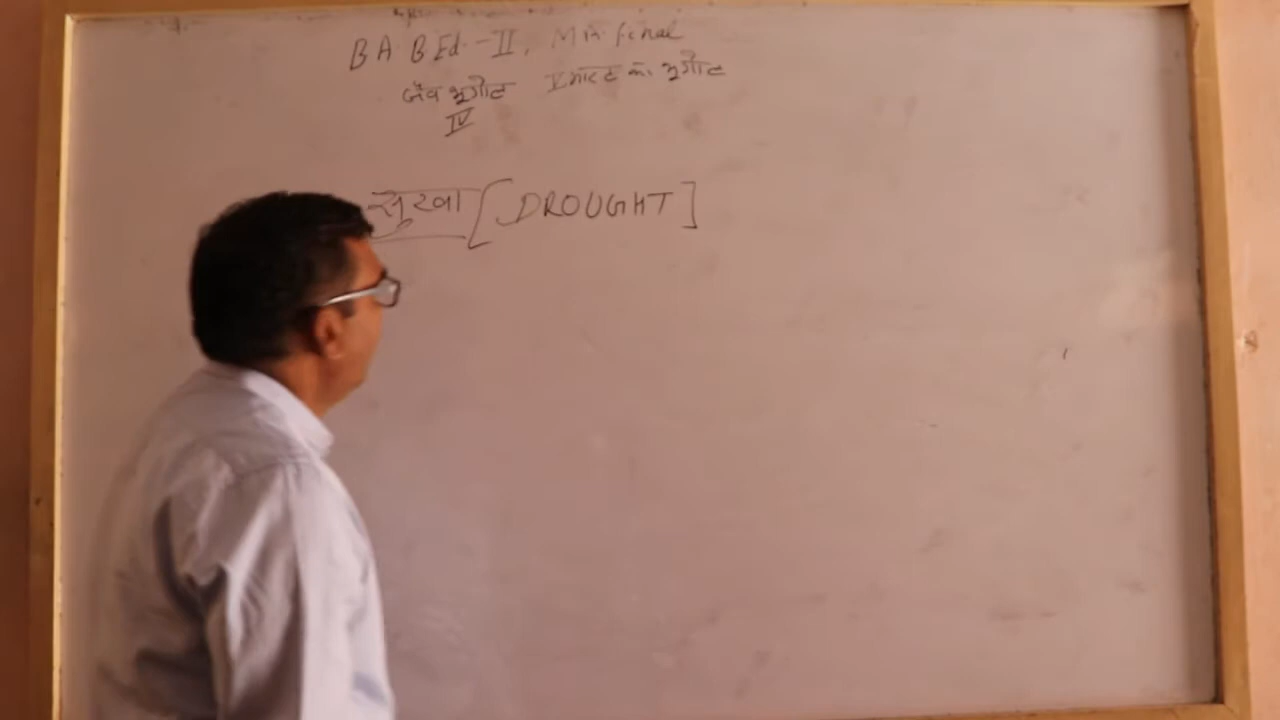 B A B Ed - II, M A final
जैव भूगोल V भारत का भूगोल
IV
सूखा [DROUGHT]